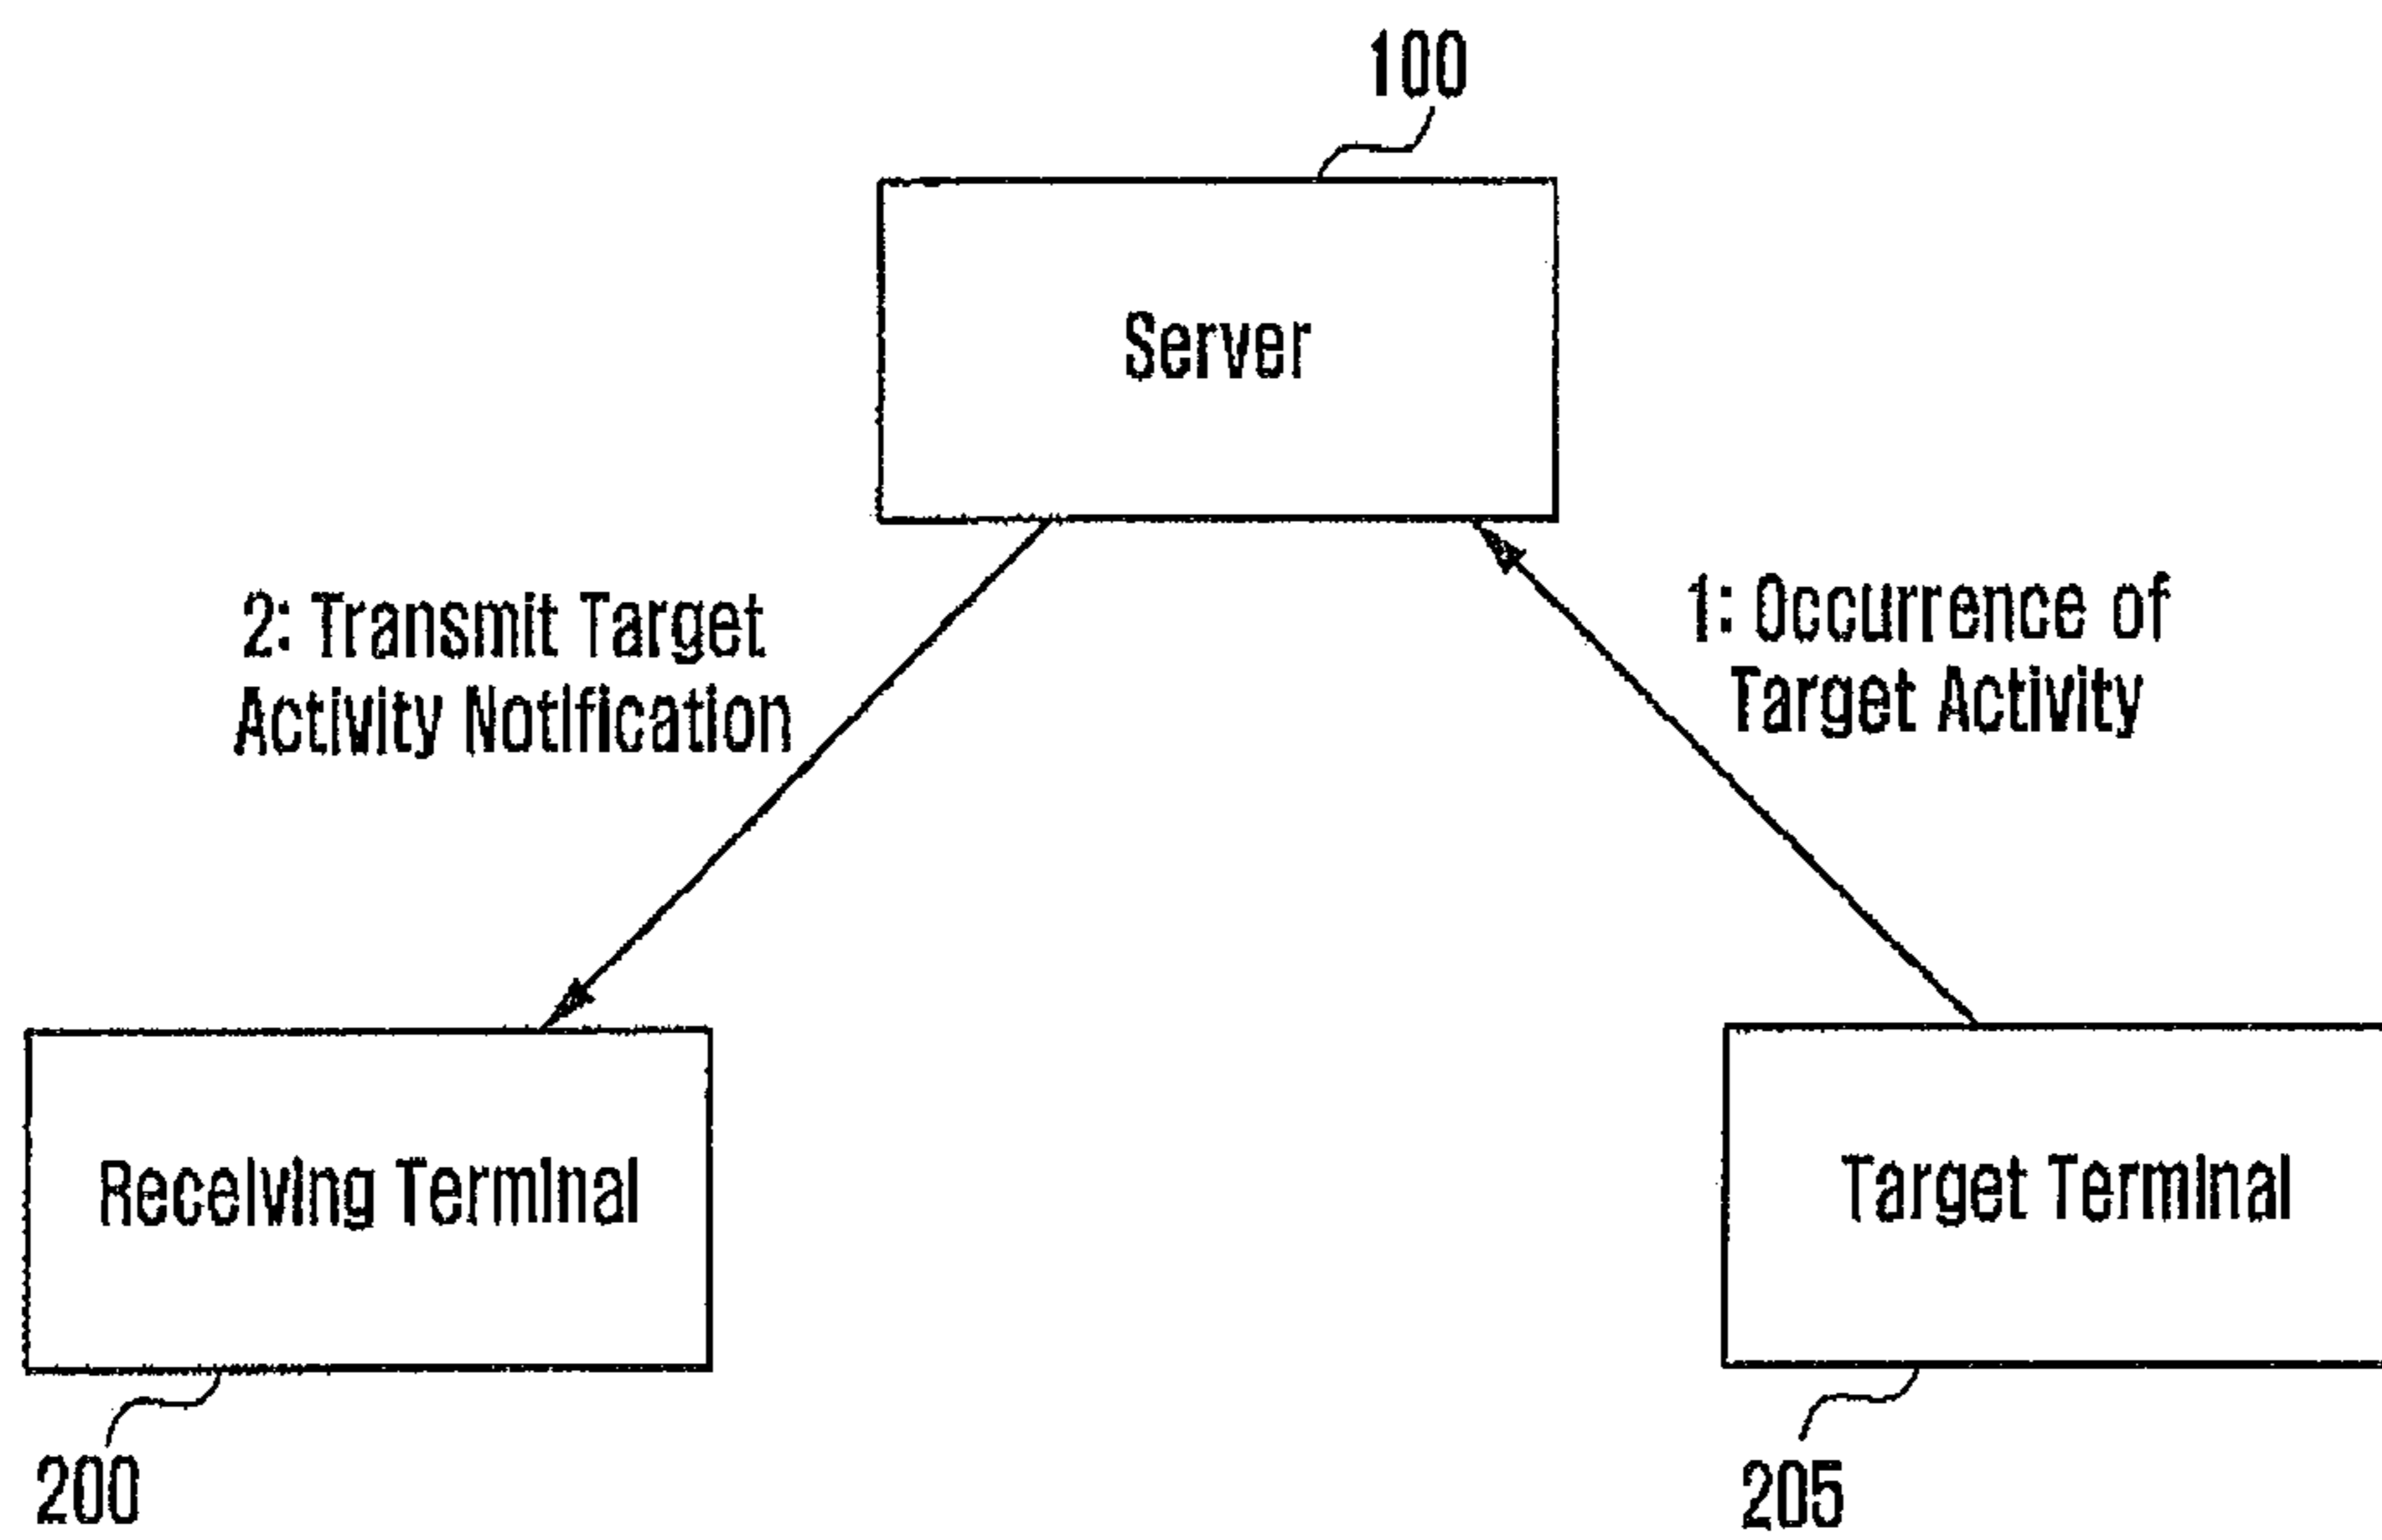 100
Server
2: Transmit Target
Activity Notification
1: Occurrence of
Target Activity
Receiving Terminal
Target Terminal
200
205